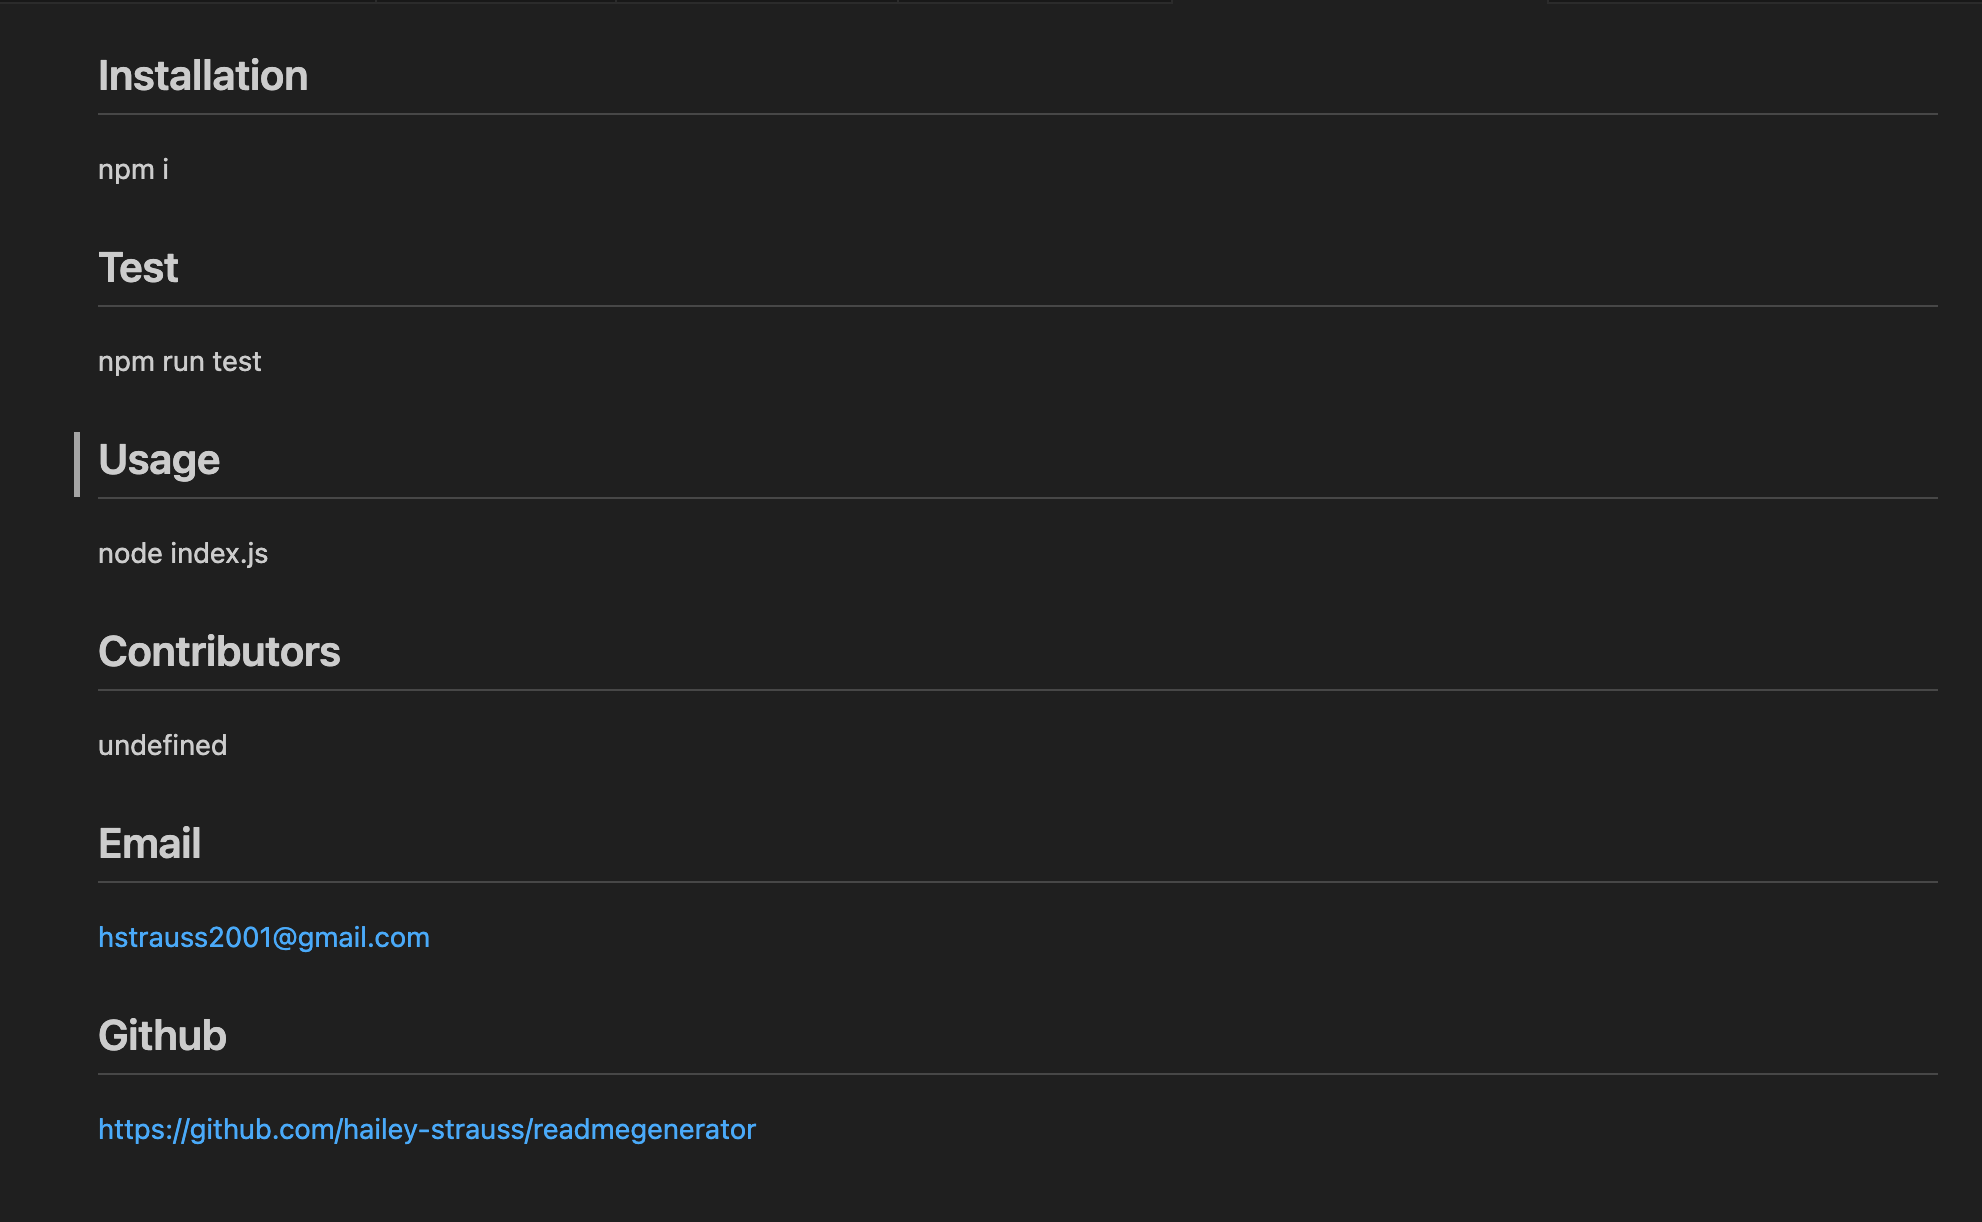 Installation
npm i
Test
npm run test
Usage
node index.js
Contributors
undefined
Email
hstrauss2001@gmail.com
Github
https://github.com/hailey-strauss/readmegenerator